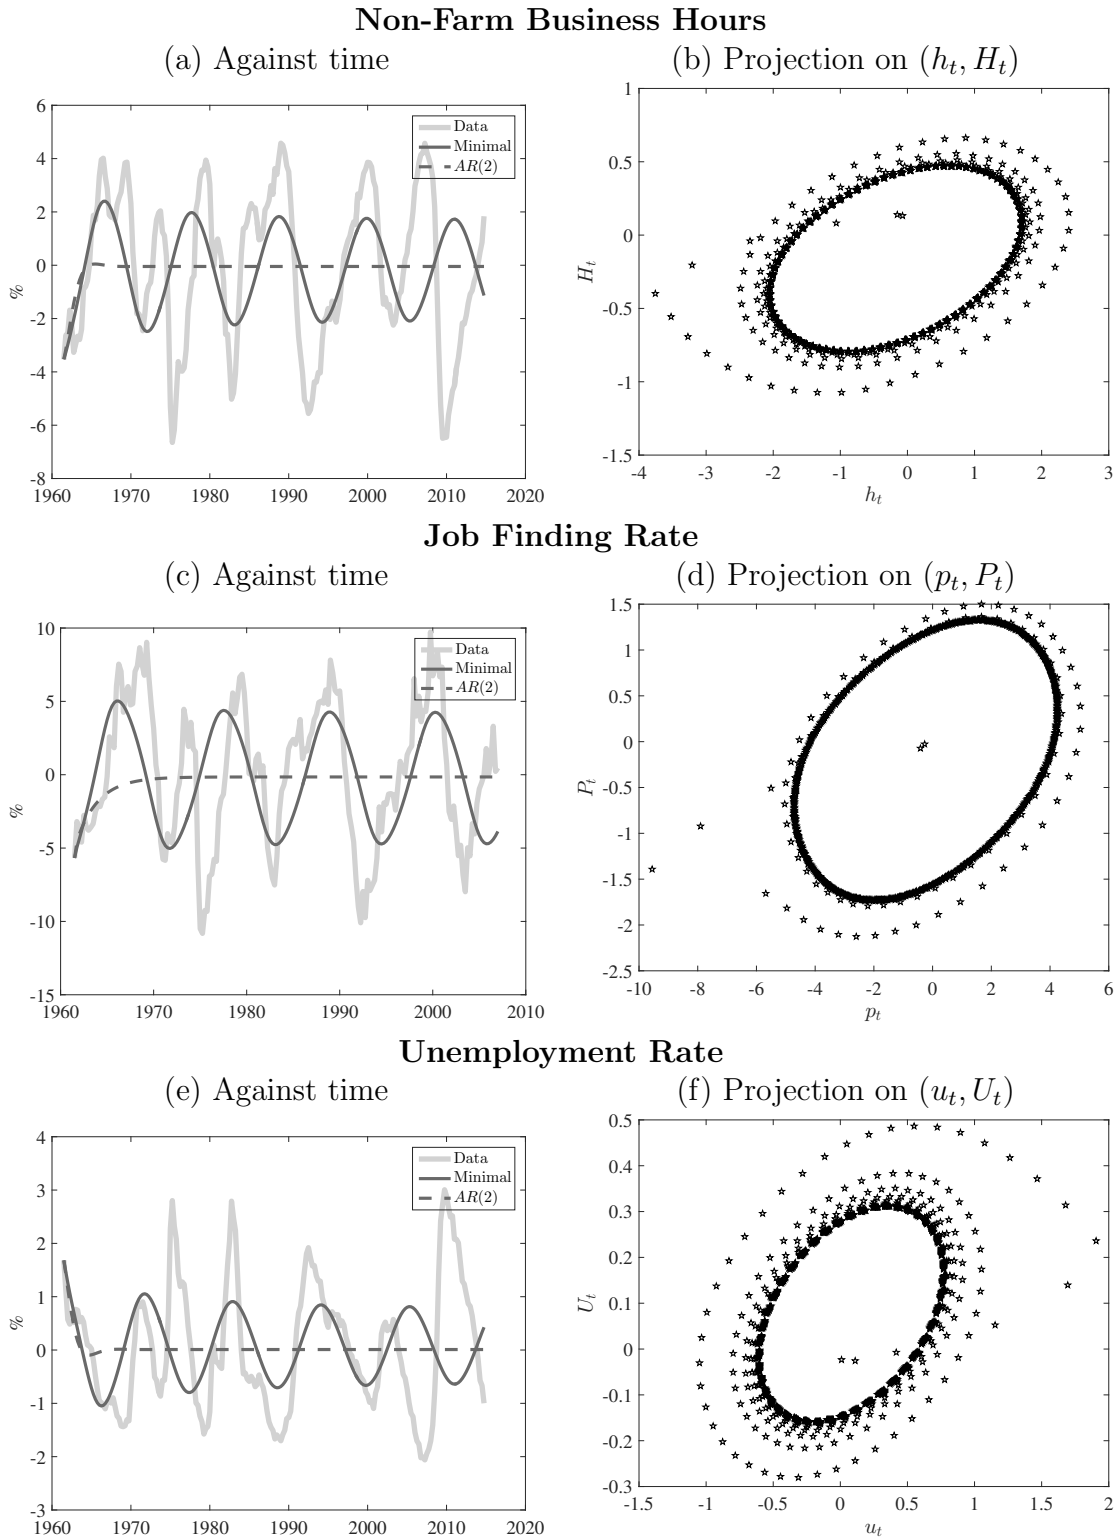 Non-Farm Business Hours
(a) Against time
(b) Projection on (h_t, H_t)
6
4
2
0
-2
-4
-6
-8
%
1960 1970 1980 1990 2000 2010 2020
Data
Minimal
AR(2)
1
0.5
0
-0.5
-1
-1.5
H_t
-4 -3 -2 -1 0 1 2 3
h_t
Job Finding Rate
(c) Against time
(d) Projection on (p_t, P_t)
10
5
0
-5
-10
-15
%
1960 1970 1980 1990 2000 2010
Data
Minimal
AR(2)
1.5
1
0.5
0
-0.5
-1
-1.5
-2
-2.5
P_t
-10 -8 -6 -4 -2 0 2 4 6
p_t
Unemployment Rate
(e) Against time
(f) Projection on (u_t, U_t)
4
3
2
1
0
-1
-2
-3
%
1960 1970 1980 1990 2000 2010 2020
Data
Minimal
AR(2)
0.5
0.4
0.3
0.2
0.1
0
-0.1
-0.2
-0.3
U_t
-1.5 -1 -0.5 0 0.5 1 1.5 2
u_t